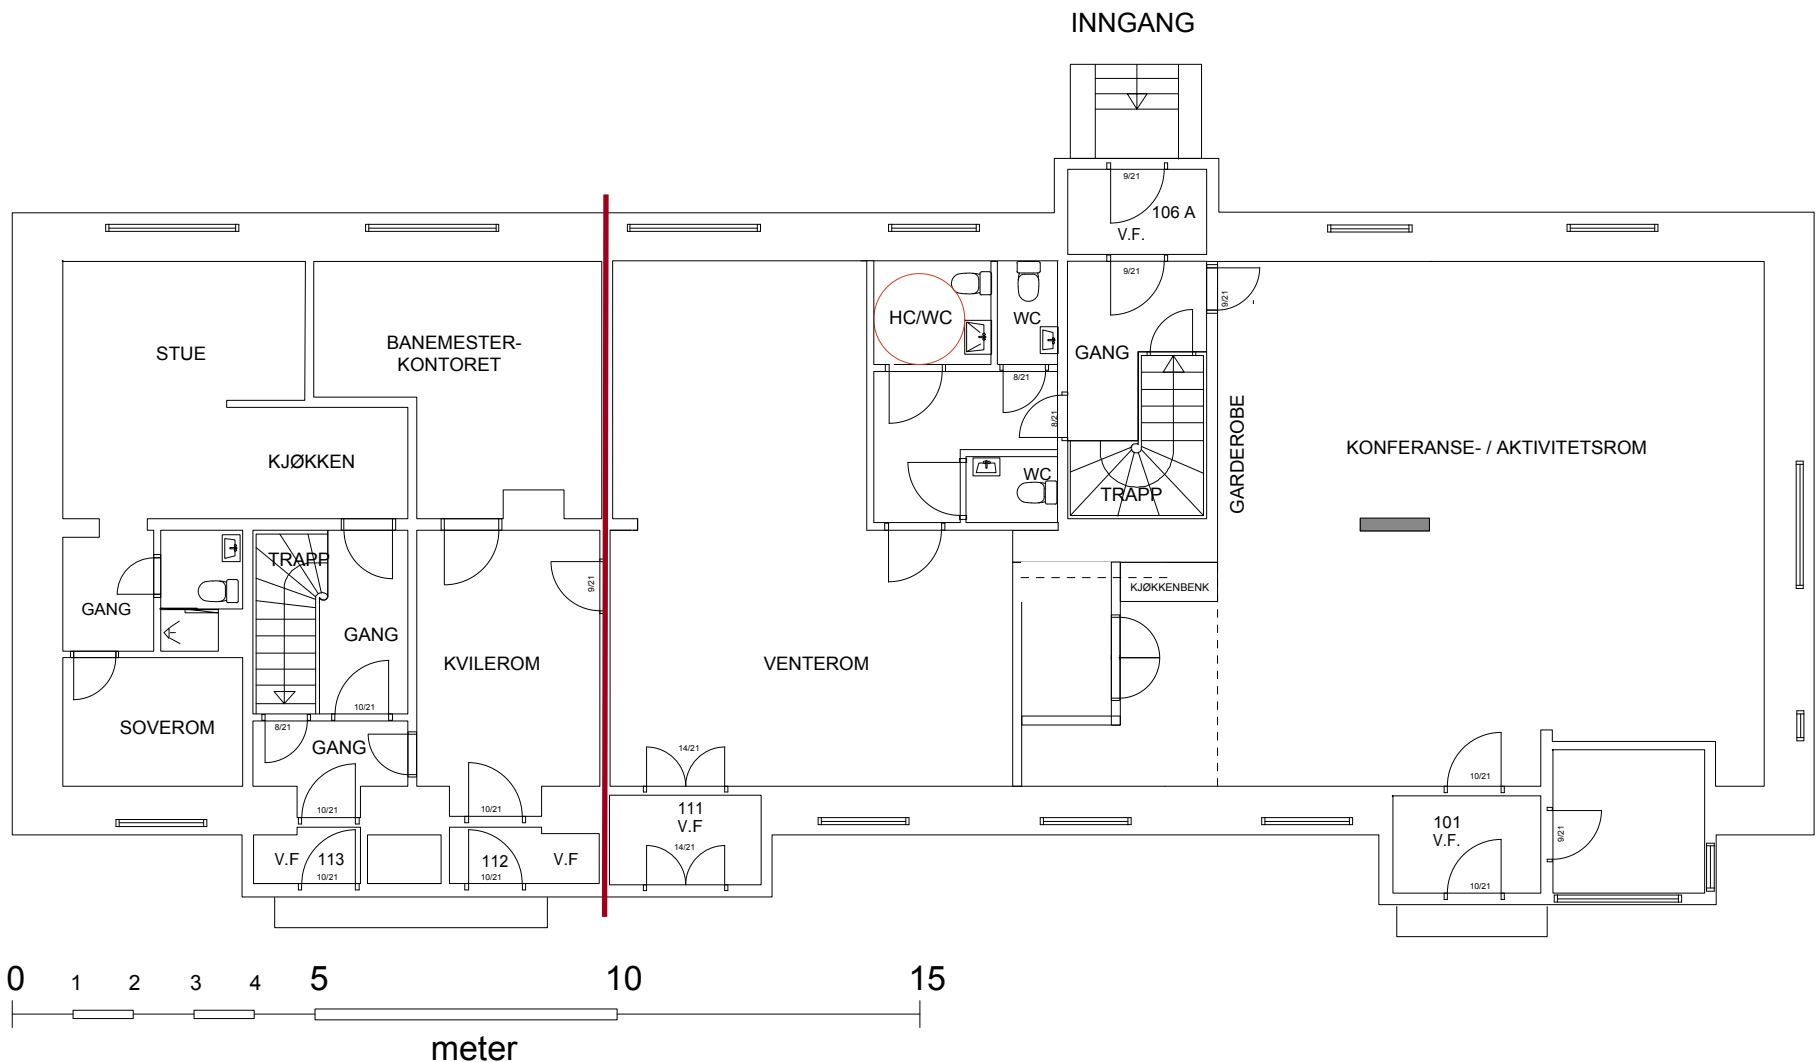 INNGANG
9/21
106 A
V.F.
9/21
9/21
HC/WC
WC
STUE
BANEMESTER-
KONTORET
GANG
8/21
8/21
GARDEROBE
KJØKKEN
KONFERANSE- / AKTIVITETSROM
WC
TRAPP
TRAPP
9/21
KJØKKENBENK
GANG
GANG
KVILEROM
VENTEROM
10/21
SOVEROM
8/21
GANG
14/21
10/21
10/21
10/21
111
V.F
101
V.F.
9/21
14/21
V.F
113
10/21
112
10/21
V.F
10/21
0
1
2
3
4
5
10
15
meter